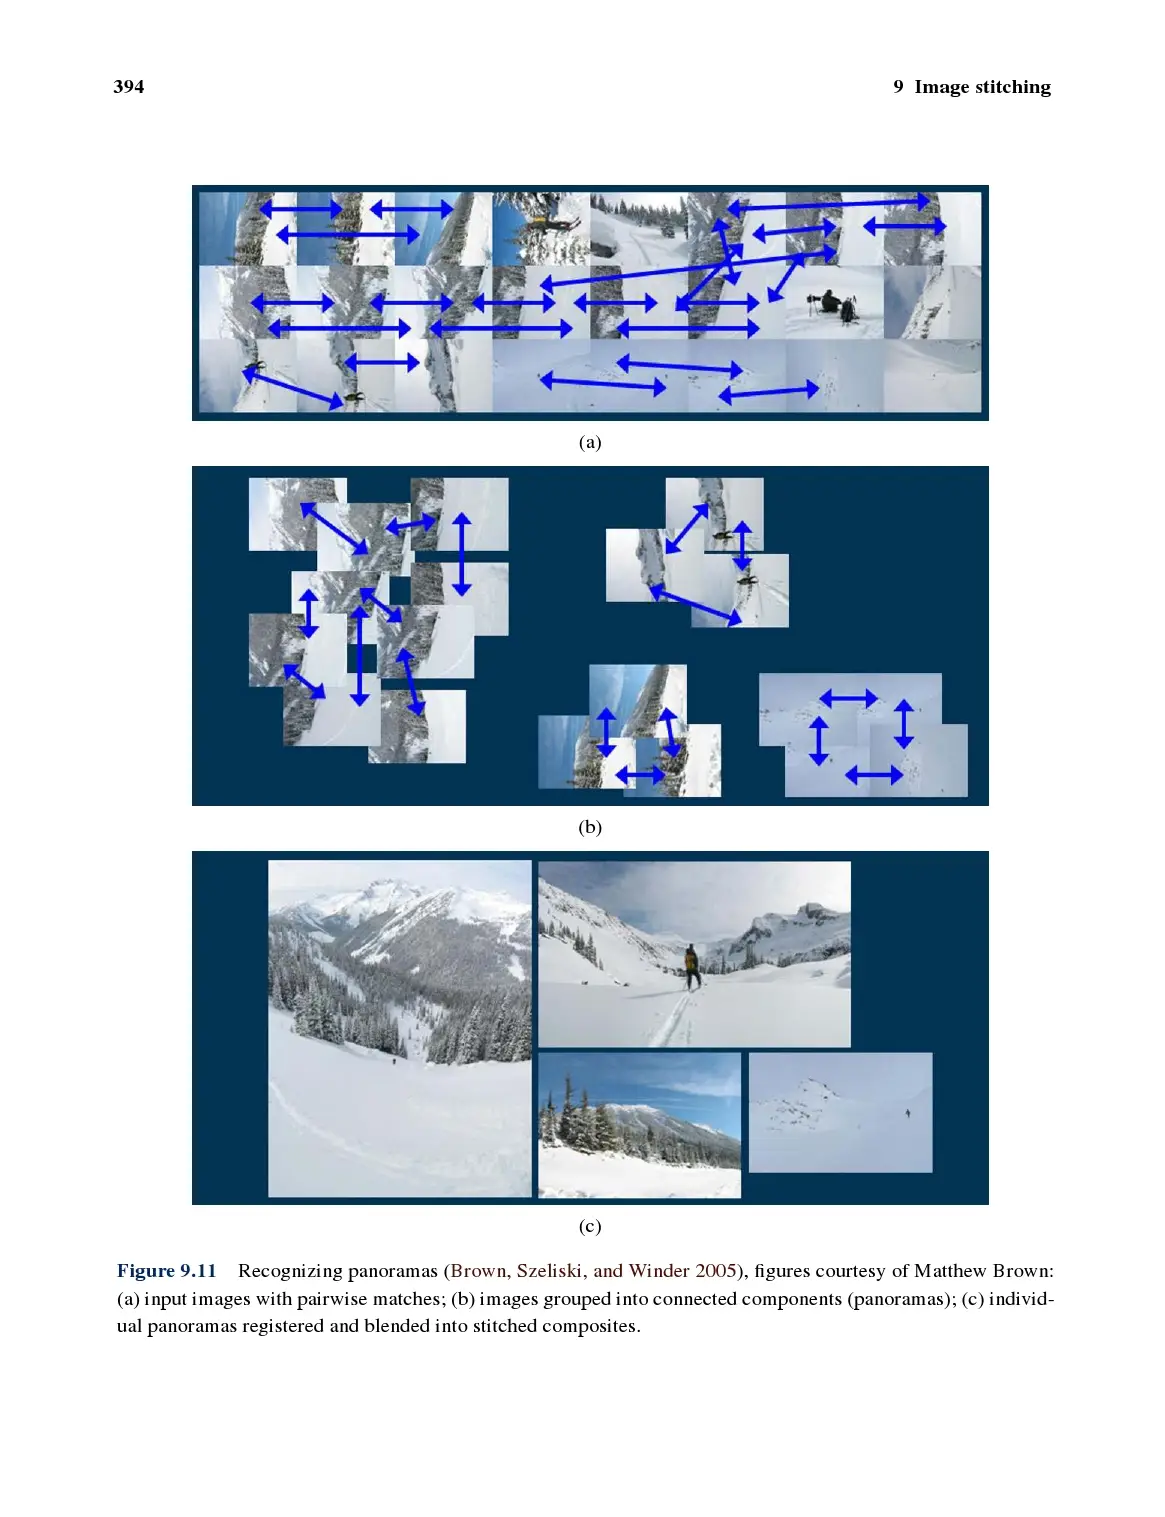 394
9 Image stitching
(a)
(b)
(c)
Figure 9.11 Recognizing panoramas (Brown, Szeliski, and Winder 2005), figures courtesy of Matthew Brown:
(a) input images with pairwise matches; (b) images grouped into connected components (panoramas); (c) individ-
ual panoramas registered and blended into stitched composites.